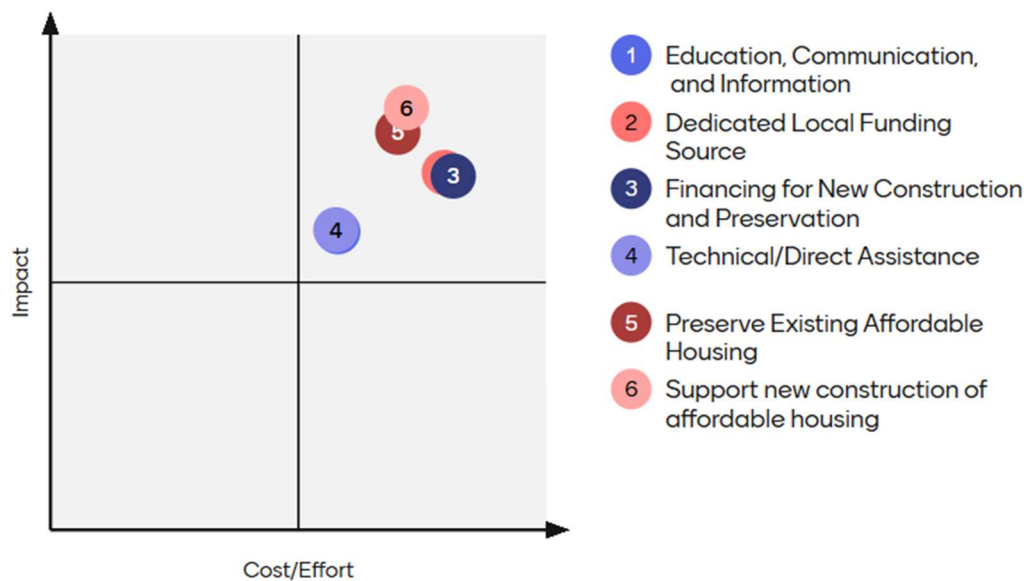 6
5
3
4
Impact
Cost/Effort
1 Education, Communication,
and Information
2 Dedicated Local Funding
Source
3 Financing for New Construction
and Preservation
4 Technical/Direct Assistance
5 Preserve Existing Affordable
Housing
6 Support new construction of
affordable housing